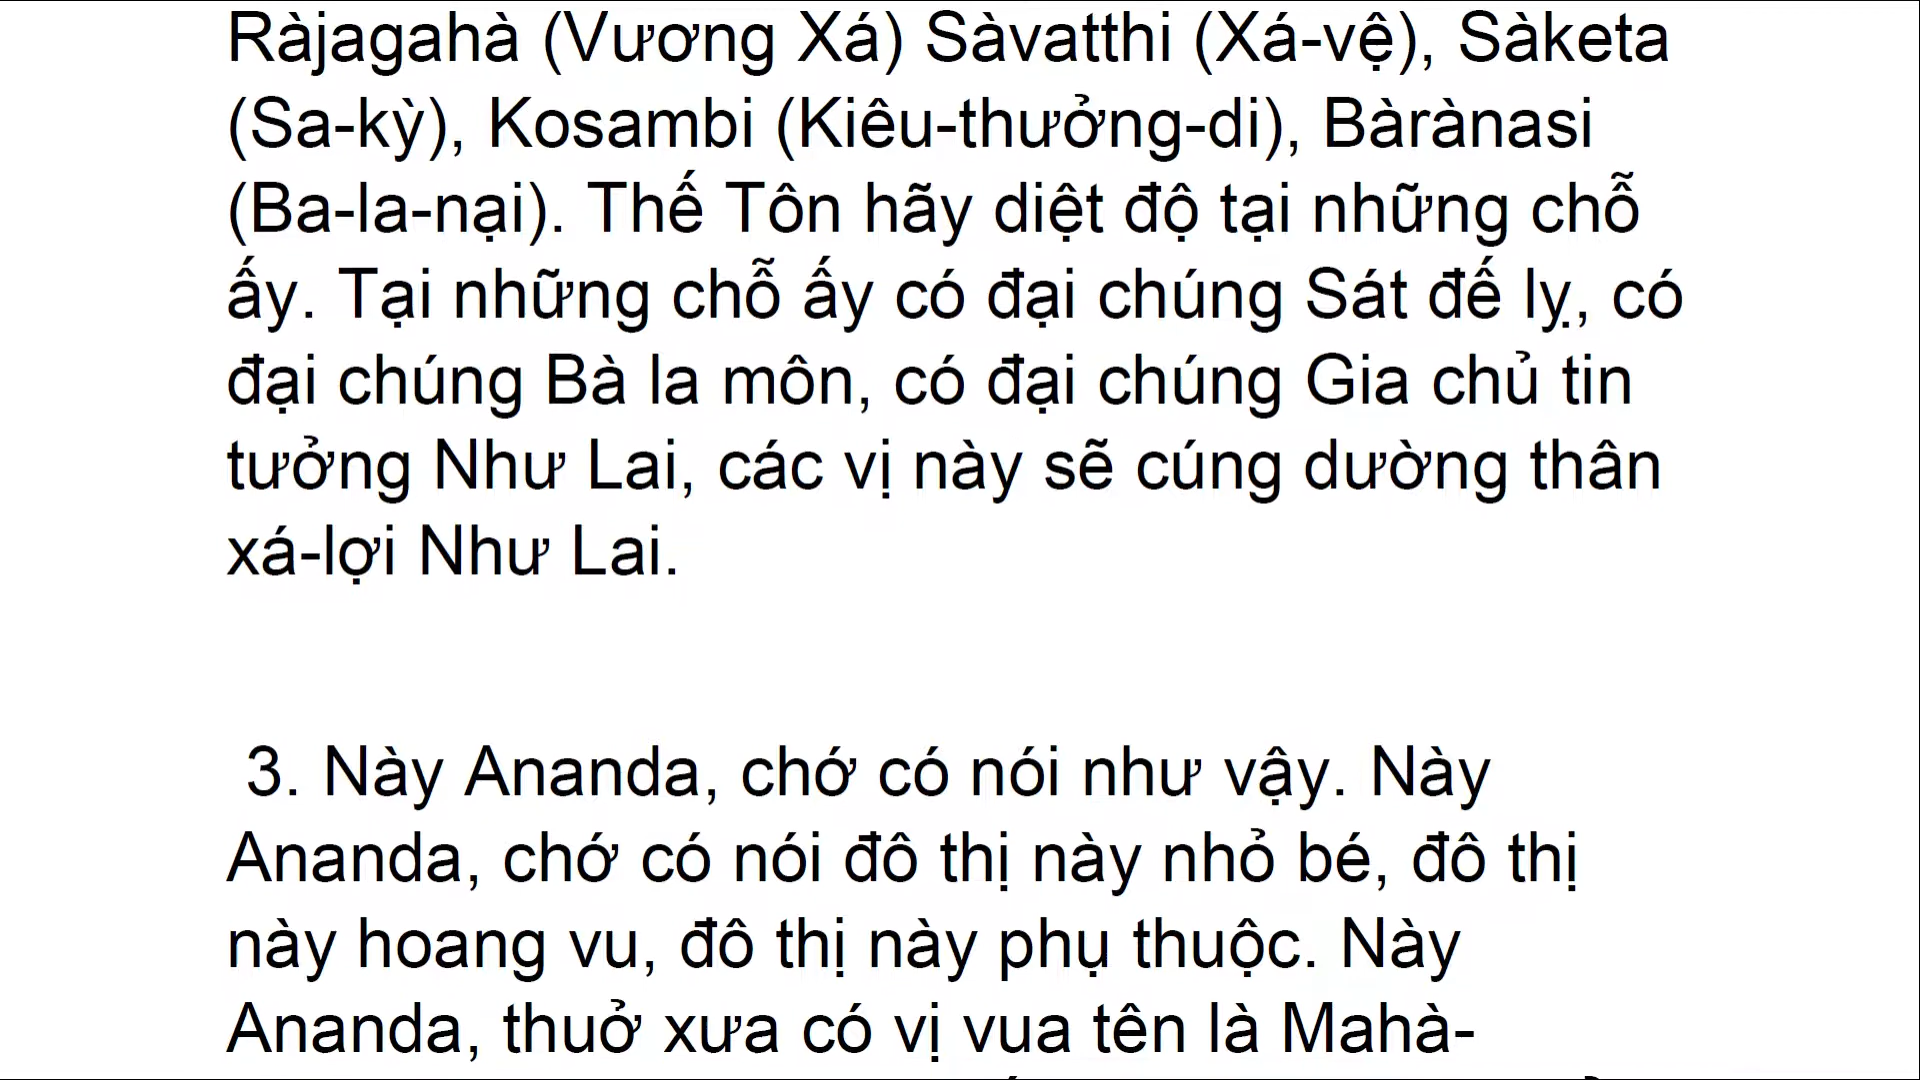 Ràjagahà (Vương Xá) Sàvatthi (Xá-vệ), Sàketa
(Sa-kỳ), Kosambi (Kiêu-thưởng-di), Bàrànasi
(Ba-la-nại). Thế Tôn hãy diệt độ tại những chỗ
ấy. Tại những chỗ ấy có đại chúng Sát đế lỵ, có
đại chúng Bà la môn, có đại chúng Gia chủ tin
tưởng Như Lai, các vị này sẽ cúng dường thân
xá-lợi Như Lai.
3. Này Ananda, chớ có nói như vậy. Này
Ananda, chớ có nói đô thị này nhỏ bé, đô thị
này hoang vu, đô thị này phụ thuộc. Này
Ananda, thuở xưa có vị vua tên là Mahà-